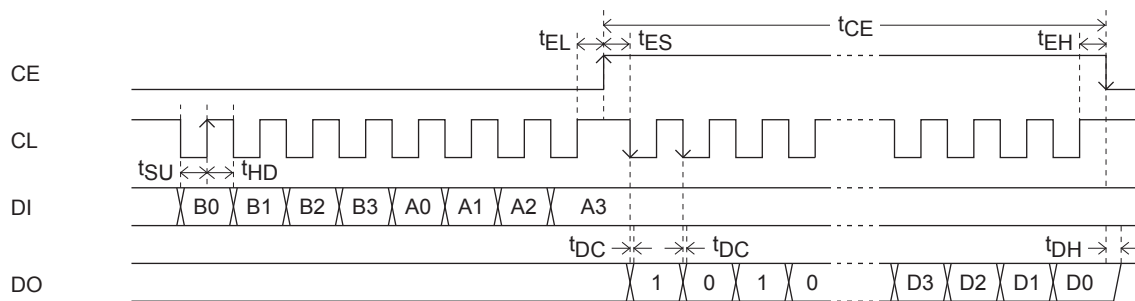 tCE
tEL tES tEH
CE
CL
tSU tHD
DI B0 B1 B2 B3 A0 A1 A2 A3
tDC tDC tDH
DO 1 0 1 0 D3 D2 D1 D0